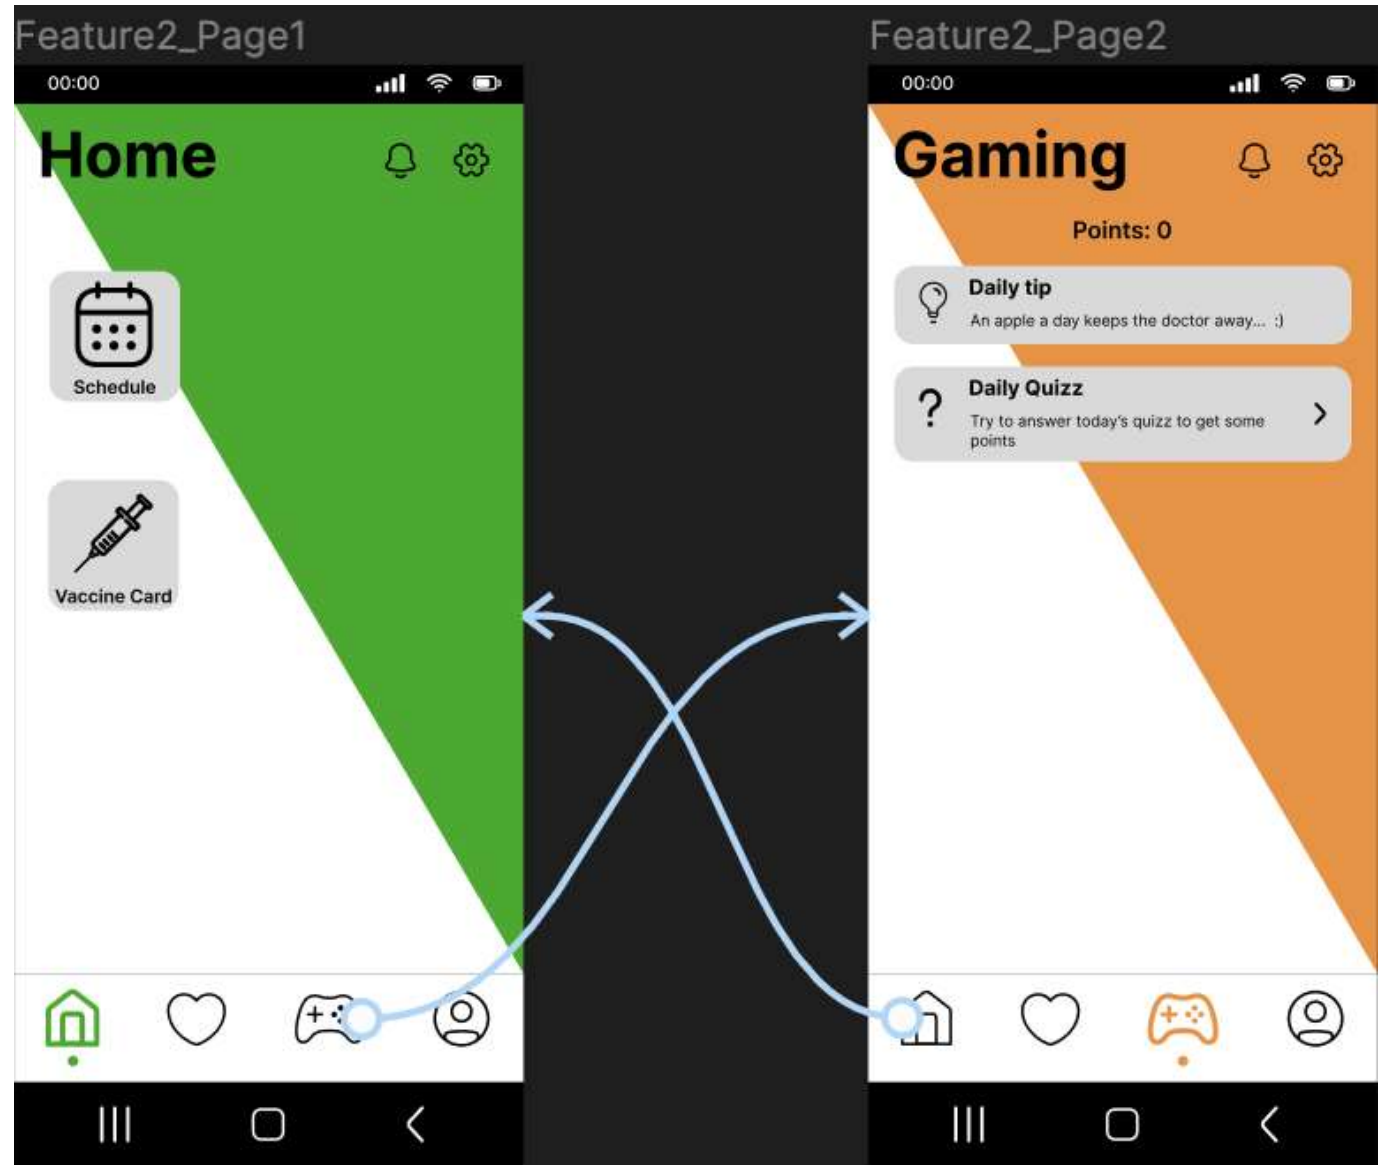 Feature2_Page1
00:00
Home
Schedule
Vaccine Card
Feature2_Page2
00:00
Gaming
Points: 0
Daily tip
An apple a day keeps the doctor away... :)
Daily Quizz
Try to answer today's quizz to get some
points